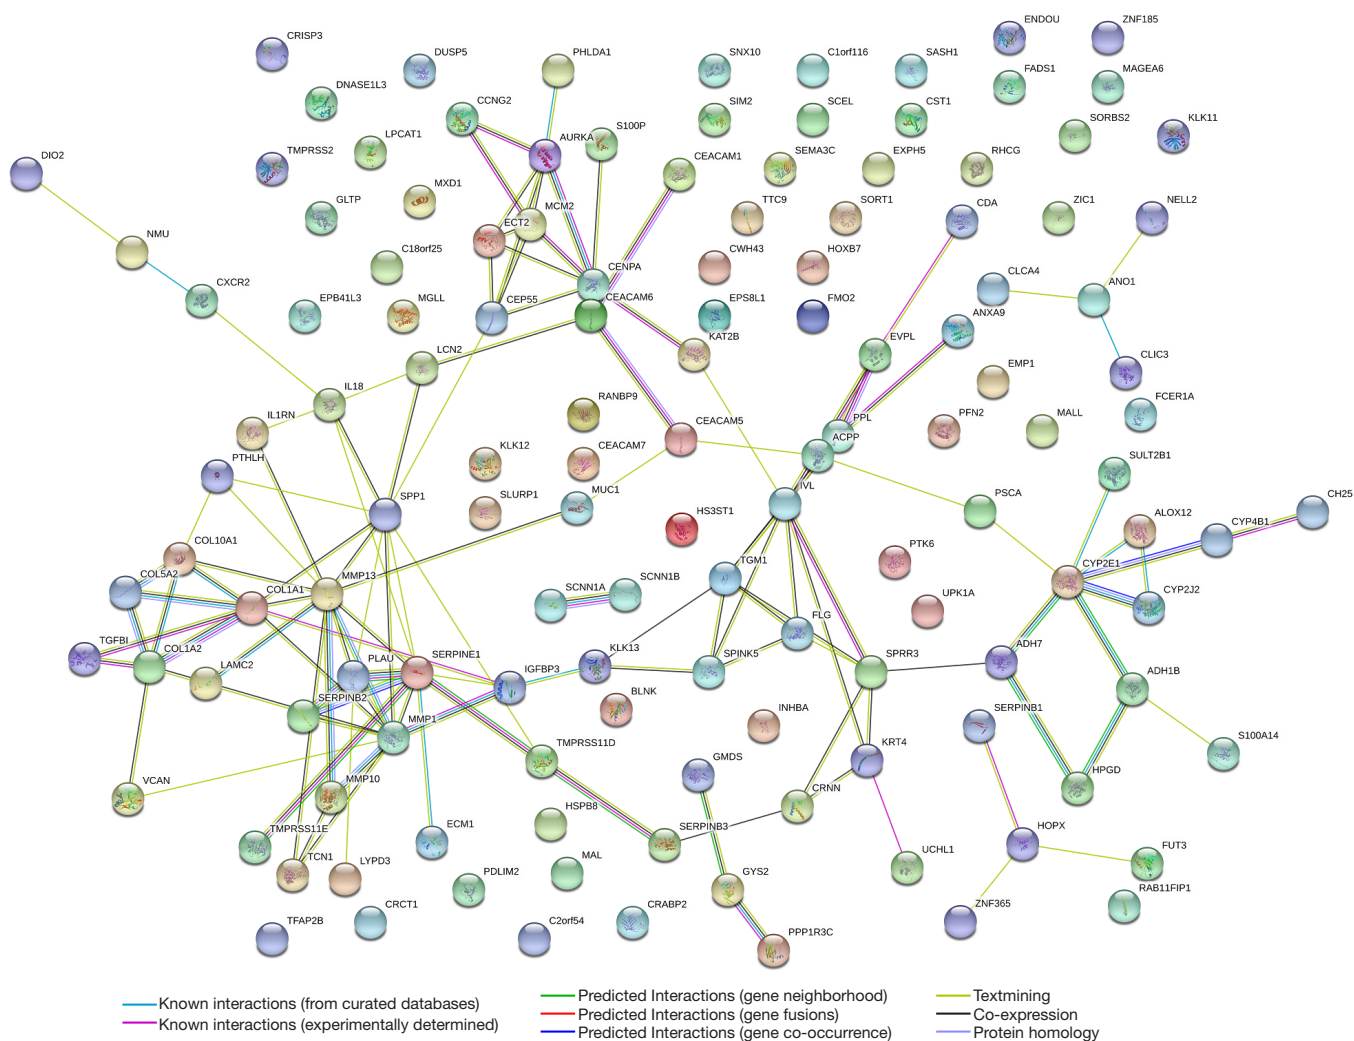 ENDOU
ZNF185
CRISP3
DUSP5
PHLDA1
SNX10
C1orf116
SASH1
FADS1
MAGEA6
DNASE1L3
CCNG2
S100P
SIM2
SCEL
CST1
SORBS2
KLK11
AURKA
LPCAT1
DIO2
TMPRSS2
CEACAM1
SEMA3C
EXPH5
RHCG
MXD1
GLTP
MCM2
ECT2
TTC9
SORT1
CDA
ZIC1
NELL2
NMU
C18orf25
CWH43
HOXB7
CXCR2
CENPA
CLCA4
ANO1
EPB41L3
MGLL
CEP55
CEACAM6
EPS8L1
FMO2
ANXA9
KAT2B
EVPL
LCN2
EMP1
CLIC3
IL18
RANBP9
FCER1A
IL1RN
CEACAM5
PPL
ACPP
PFN2
MALL
PTHLH
KLK12
CEACAM7
SULT2B1
SPP1
SLURP1
MUC1
IVL
PSCA
CH25
ALOX12
CYP4B1
HS3ST1
COL10A1
PTK6
COL5A2
MMP13
COL1A1
SCNN1A
SCNN1B
TGM1
CYP2E1
CYP2J2
UPK1A
FLG
TGFBI
COL1A2
LAMC2
PLAU
SERPINE1
IGFBP3
KLK13
SPINK5
SPRR3
ADH7
ADH1B
SERPINB2
BLNK
INHBA
SERPINB1
MMP1
S100A14
VCAN
MMP10
TMPRSS11D
GMDS
KRT4
HPGD
CRNN
HSPB8
TMPRSS11E
ECM1
SERPINB3
HOPX
TCN1
LYPD3
MAL
GYS2
UCHL1
FUT3
PDLIM2
RAB11FIP1
TFAP2B
CRCT1
C2orf54
CRABP2
PPP1R3C
ZNF365
Known interactions (from curated databases)
Known interactions (experimentally determined)
Predicted Interactions (gene neighborhood)
Predicted Interactions (gene fusions)
Predicted Interactions (gene co-occurrence)
Textmining
Co-expression
Protein homology